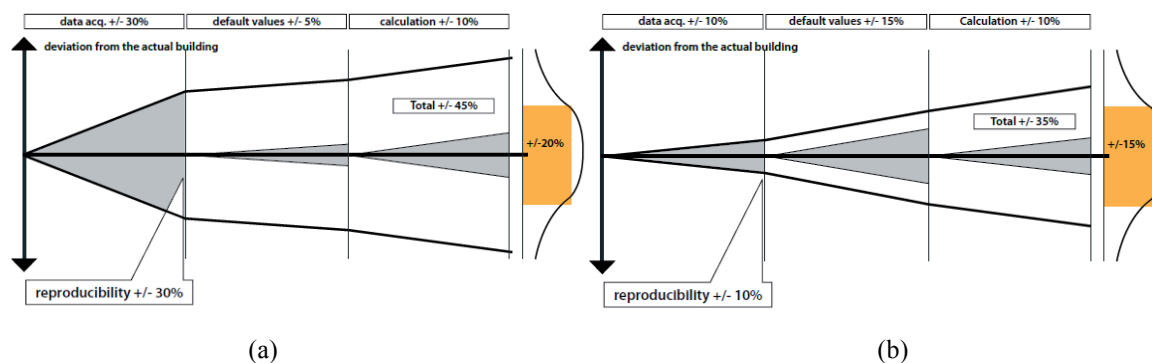 data acq. +/- 30%
default values +/- 5%
calculation +/- 10%
deviation from the actual building
Total +/- 45%
+/-20%
reproducibility +/- 30%
(a)
data acq. +/- 10%
default values +/- 15%
Calculation +/- 10%
deviation from the actual building
Total +/- 35%
+/-15%
reproducibility +/- 10%
(b)